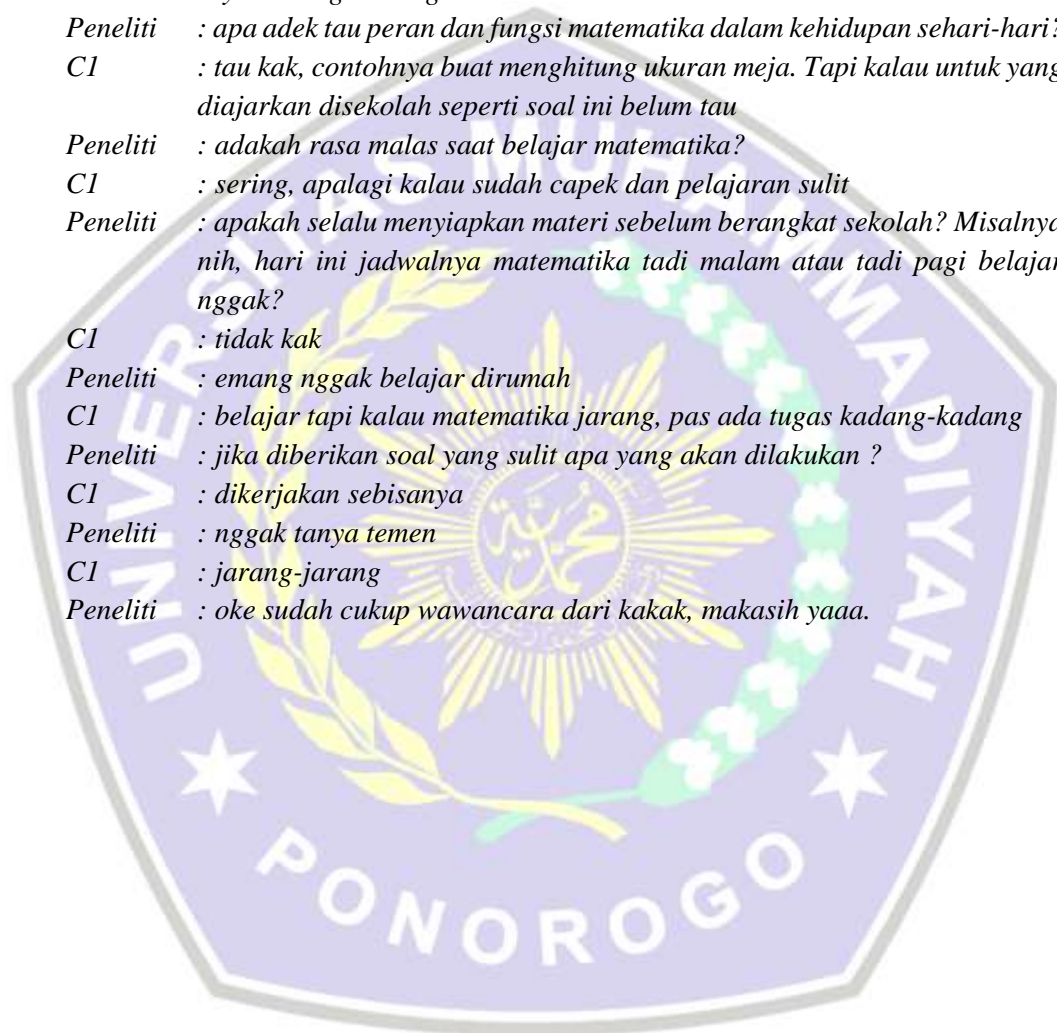 Peneliti : apa adek tau peran dan fungsi matematika dalam kehidupan sehari-hari?
C1 : tau kak, contohnya buat menghitung ukuran meja. Tapi kalau untuk yang
diajarkan disekolah seperti soal ini belum tau
Peneliti : adakah rasa malas saat belajar matematika?
C1 : sering, apalagi kalau sudah capek dan pelajaran sulit
Peneliti : apakah selalu menyiapkan materi sebelum berangkat sekolah? Misalnya
nih, hari ini jadwalnya matematika tadi malam atau tadi pagi belajar
nggak?
C1 : tidak kak
Peneliti : emang nggak belajar dirumah
C1 : belajar tapi kalau matematika jarang, pas ada tugas kadang-kadang
Peneliti : jika diberikan soal yang sulit apa yang akan dilakukan ?
C1 : dikerjakan sebisanya
Peneliti : nggak tanya temen
C1 : jarang-jarang
Peneliti : oke sudah cukup wawancara dari kakak, makasih yaaa.
UNIVERSITAS MUHAMMADIYAH
PONOROGO